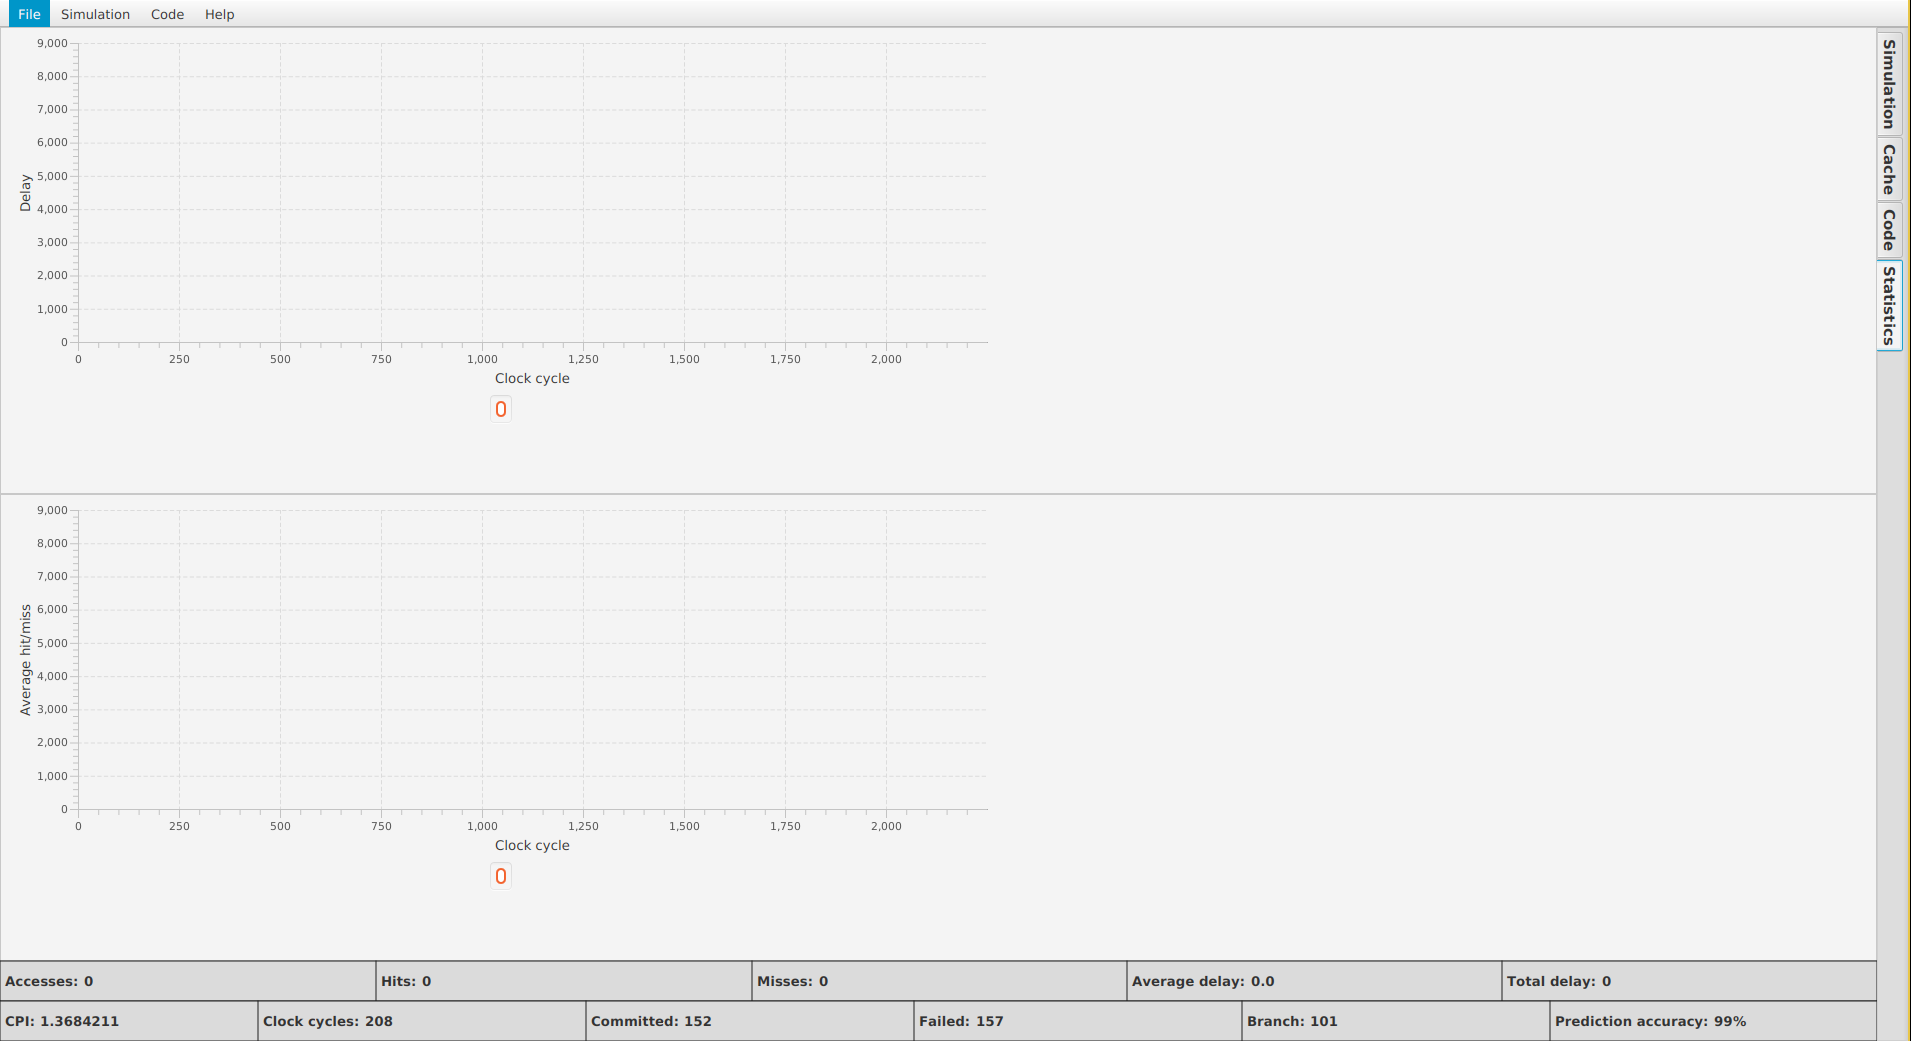 File Simulation Code Help
9,000
8,000
7,000
6,000
5,000
4,000
3,000
2,000
1,000
0
Delay
0 250 500 750 1,000 1,250 1,500 1,750 2,000
Clock cycle
9,000
8,000
7,000
6,000
5,000
4,000
3,000
2,000
1,000
0
Average hit/miss
0 250 500 750 1,000 1,250 1,500 1,750 2,000
Clock cycle
Simulation
Cache
Code
Statistics
Accesses: 0 Hits: 0 Misses: 0 Average delay: 0.0 Total delay: 0
CPI: 1.3684211 Clock cycles: 208 Committed: 152 Failed: 157 Branch: 101 Prediction accuracy: 99%